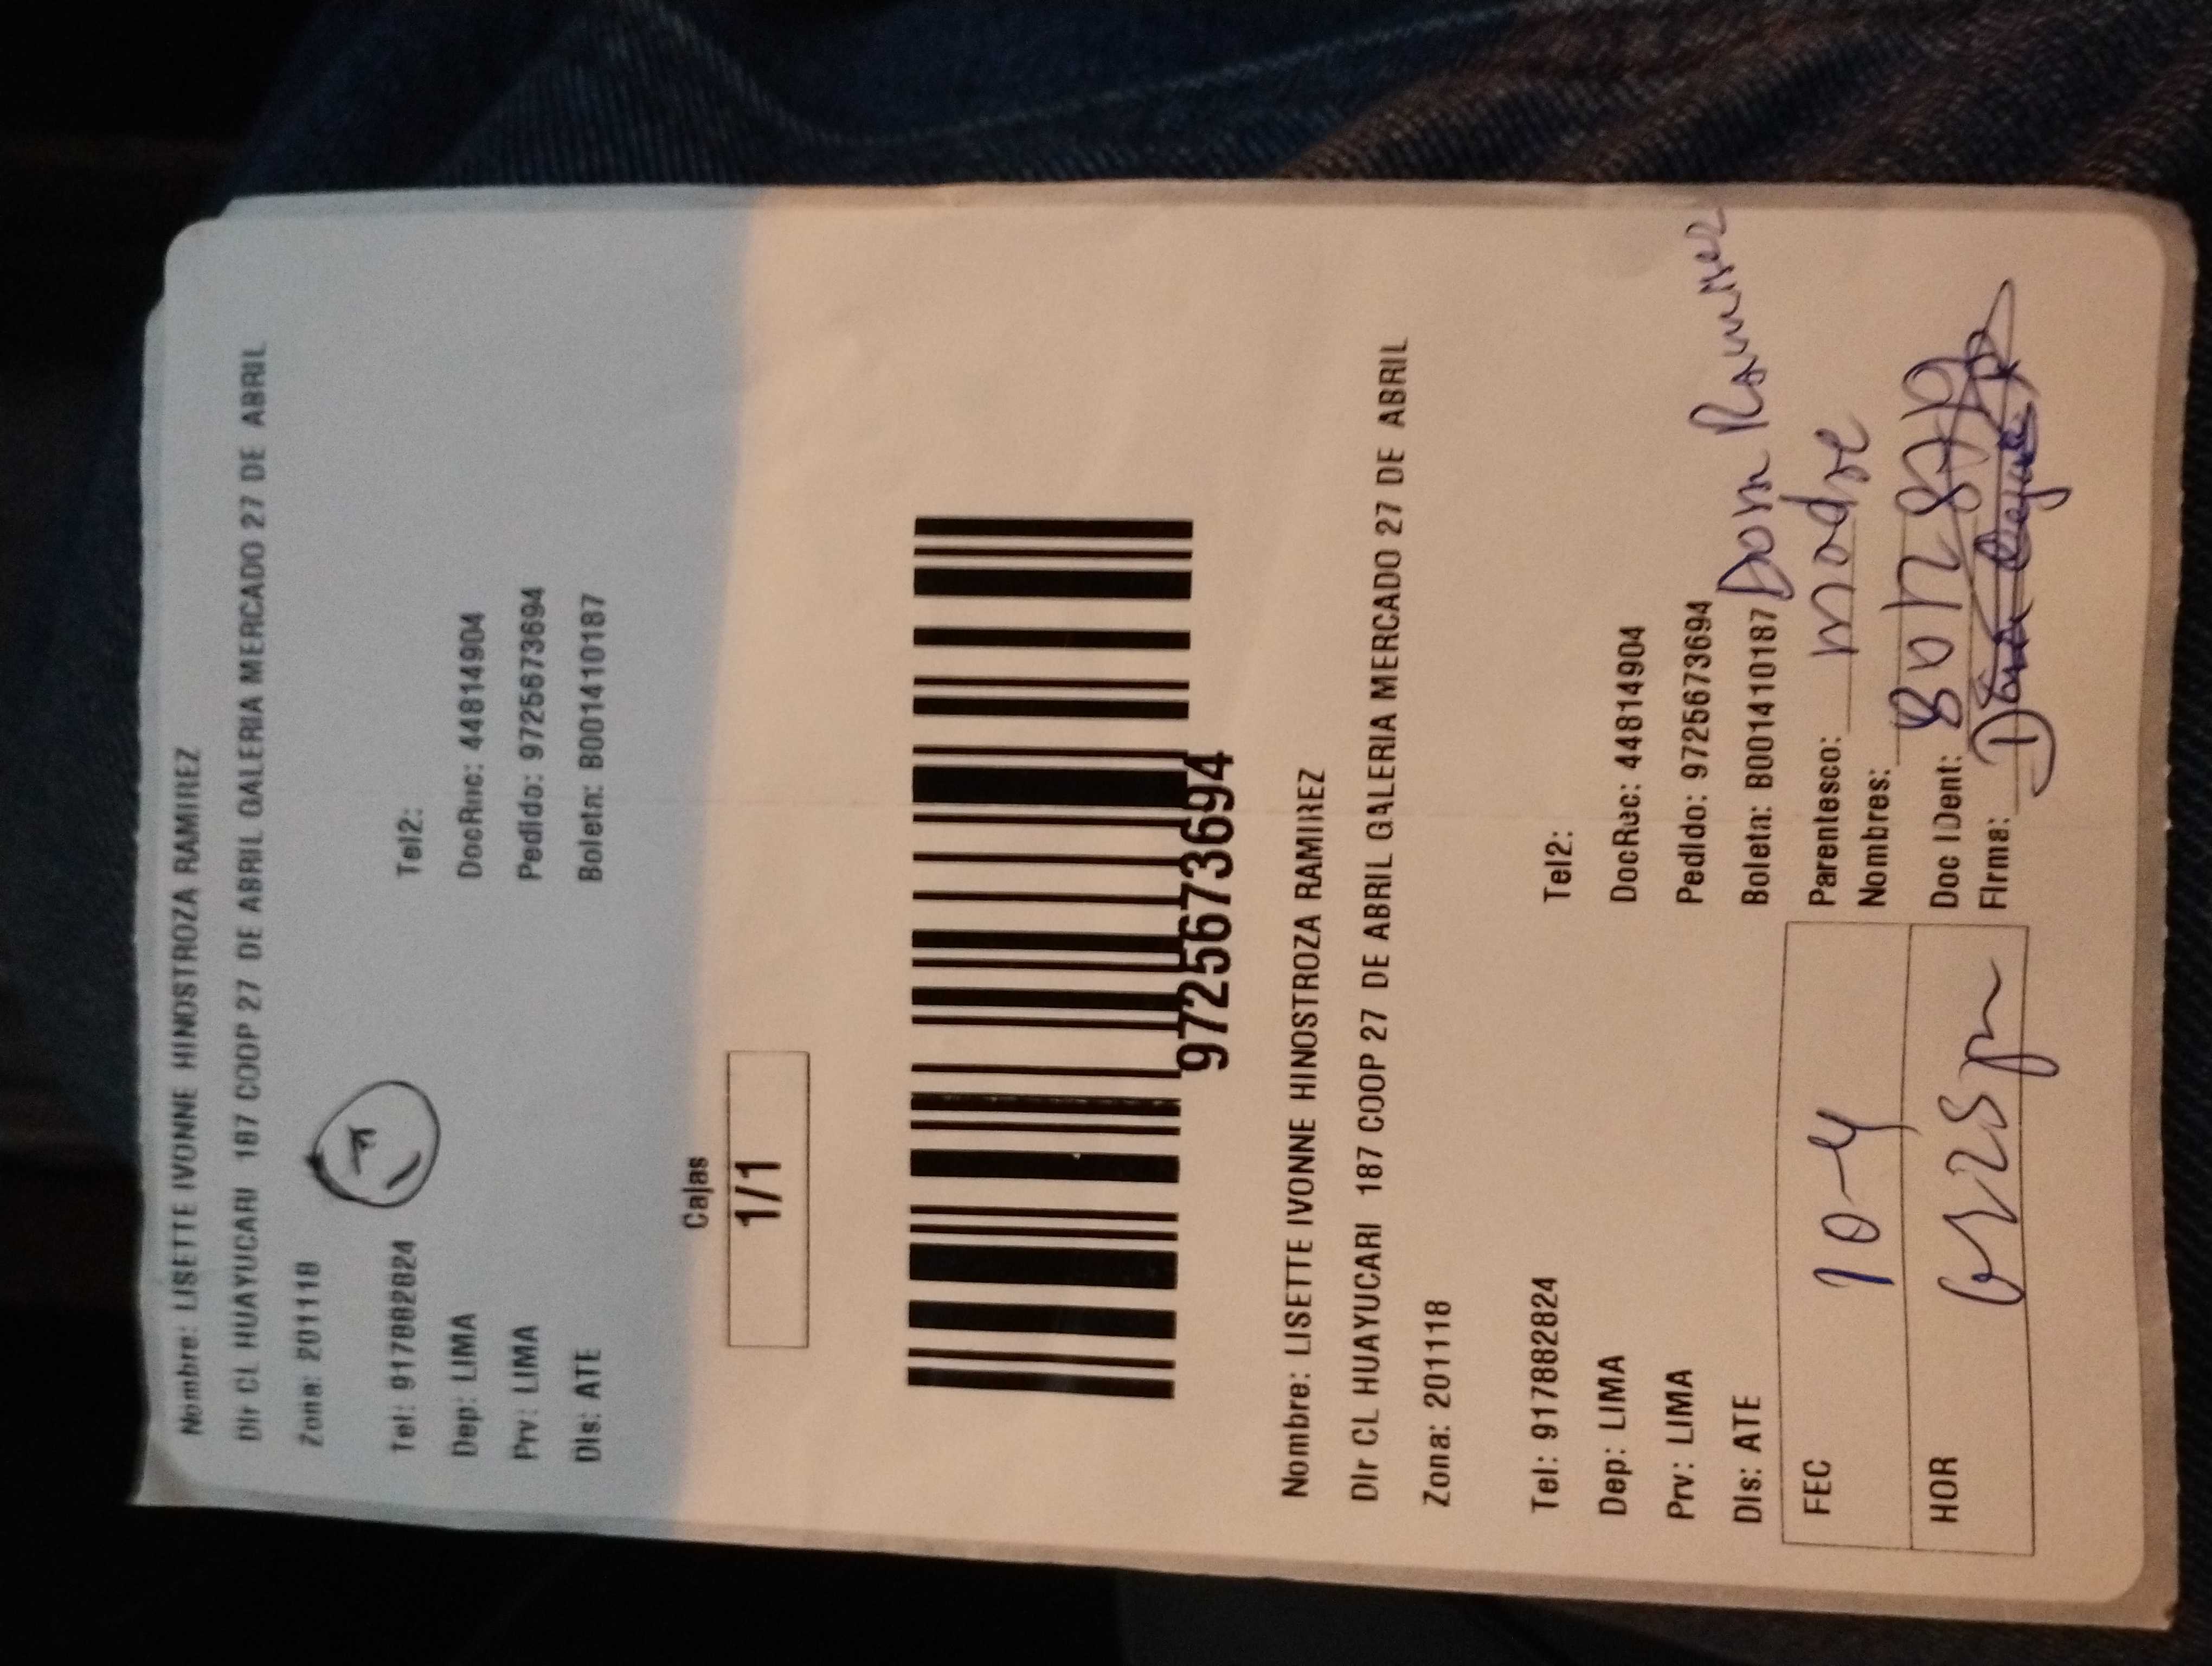 Nombre: LISETTE IVONNE HINOSTROZA RAMIREZ
Dir CL HUAYUCARI 187 COOP 27 DE ABRIL GALERIA MERCADO 27 DE ABRIL
Zona: 201118
Tel: 917882824 Tel2:
Dep: LIMA DocRec: 44814904
Prv: LIMA Pedido: 9725673694
Dis: ATE Boleta: B001410187
Cajas
1/1
9725673694
Nombre: LISETTE IVONNE HINOSTROZA RAMIREZ
Dir CL HUAYUCARI 187 COOP 27 DE ABRIL GALERIA MERCADO 27 DE ABRIL
Zona: 201118
Tel: 917882824 Tel2:
Dep: LIMA DocRec: 44814904
Prv: LIMA Pedido: 9725673694
Dis: ATE Boleta: B001410187
FEC 10-4 Parentesco: madre
Nombres:
HOR Doc IDent:
Firma: